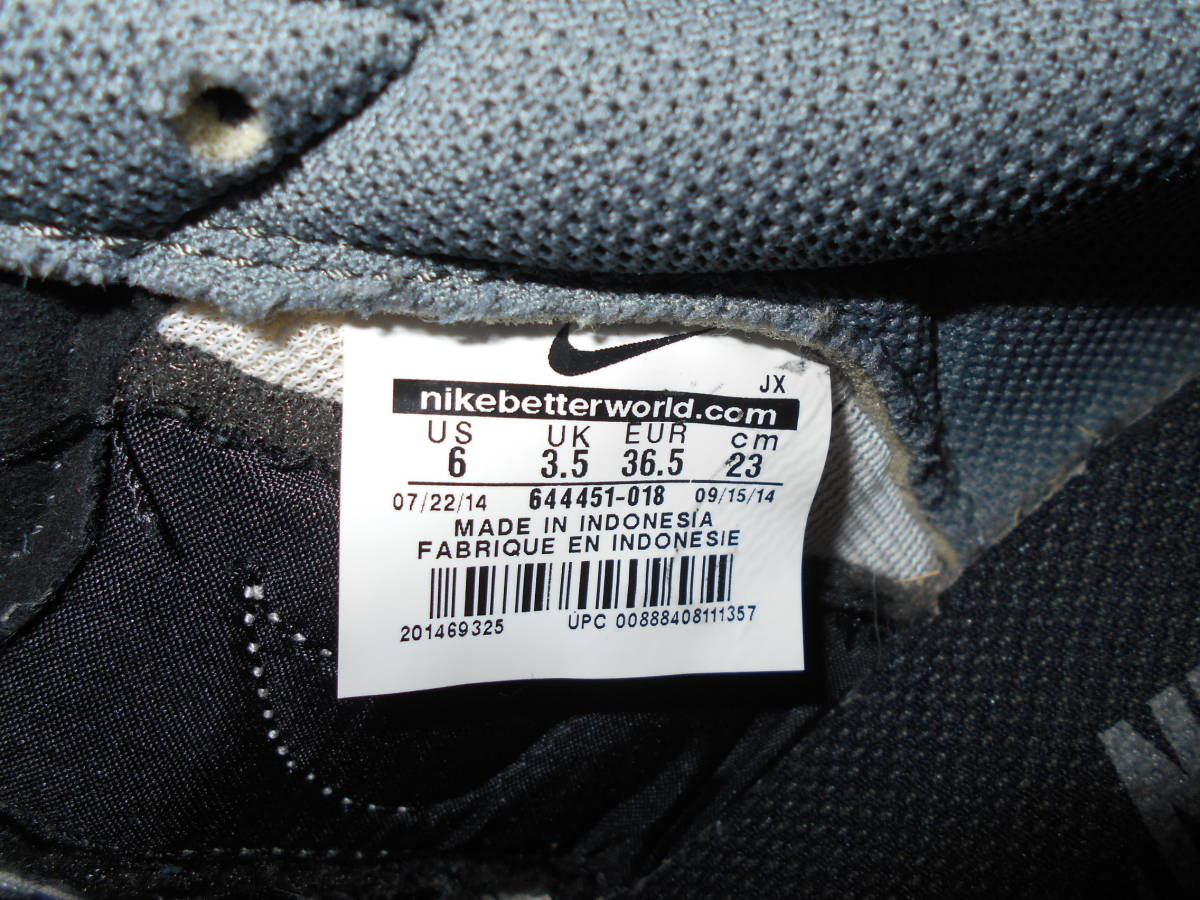 JX
nikebetterworld.com
US UK EUR cm
6 3.5 36.5 23
07/22/14 644451-018 09/15/14
MADE IN INDONESIA
FABRIQUE EN INDONESIE
201469325 UPC 00888408111357